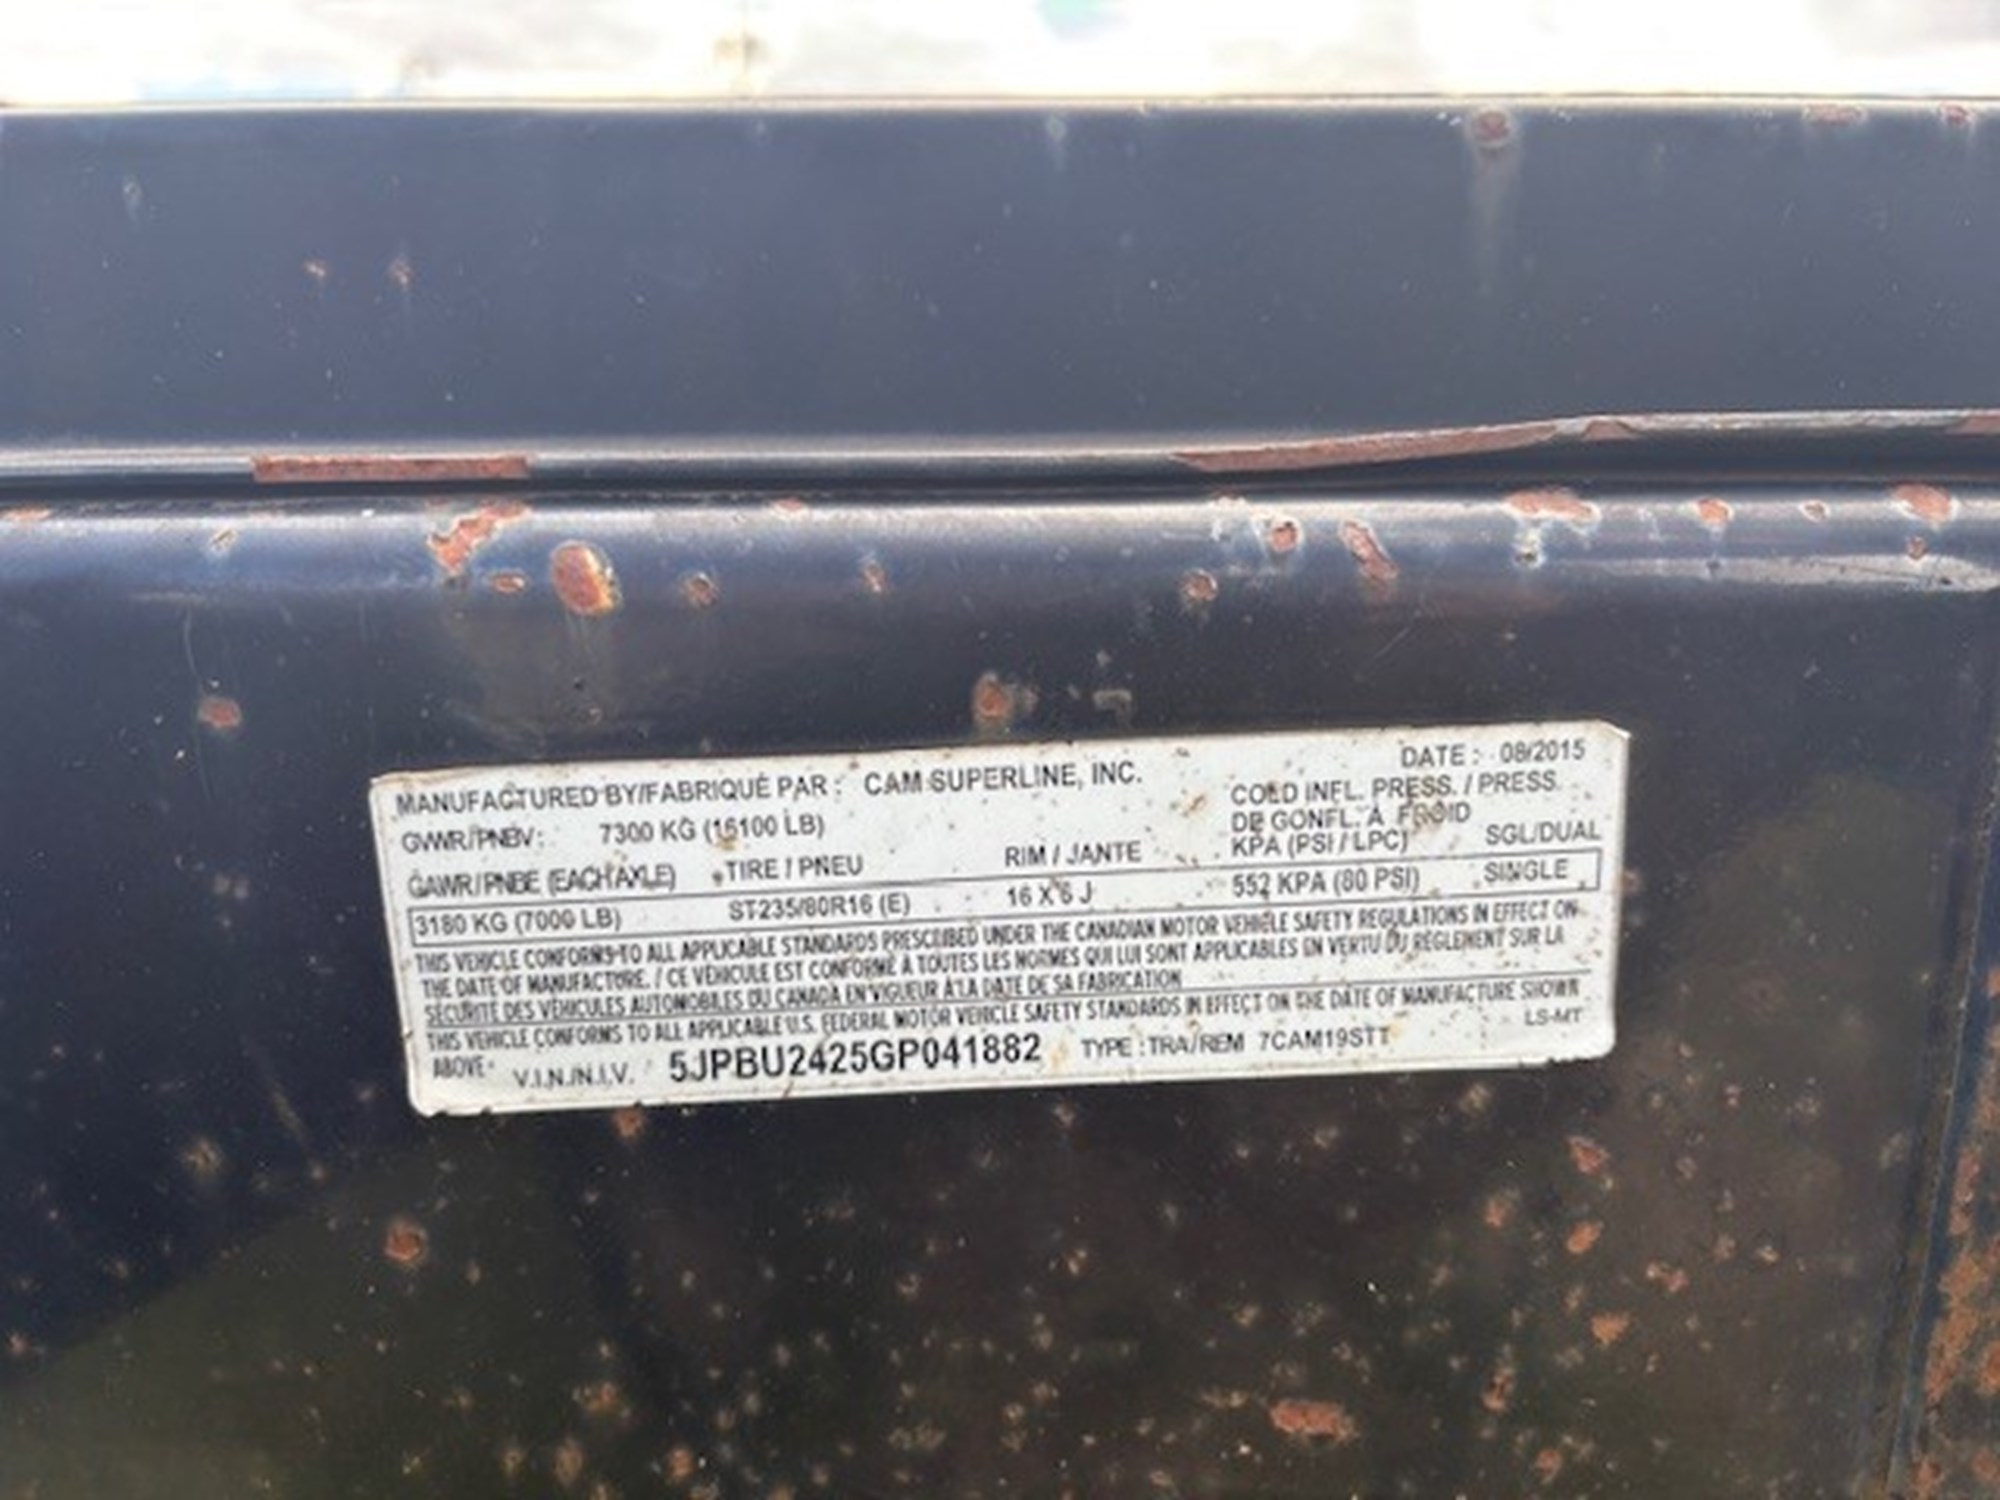 MANUFACTURED BY/FABRIQUÉ PAR : CAM SUPERLINE, INC. DATE : 08/2015
GVWR/PNBV: 7300 KG (16100 LB) COLD INFL. PRESS. / PRESS.
DE GONFL. À FROID
GAWR/PNBE (EACH AXLE) TIRE / PNEU RIM / JANTE KPA (PSI / LPC) SGL/DUAL
3180 KG (7000 LB) ST235/80R16 (E) 16 X 6 J 552 KPA (80 PSI) SINGLE
THIS VEHICLE CONFORMS TO ALL APPLICABLE STANDARDS PRESCRIBED UNDER THE CANADIAN MOTOR VEHICLE SAFETY REGULATIONS IN EFFECT ON
THE DATE OF MANUFACTURE. / CE VÉHICULE EST CONFORME À TOUTES LES NORMES QUI LUI SONT APPLICABLES EN VERTU DU RÈGLEMENT SUR LA
SÉCURITÉ DES VÉHICULES AUTOMOBILES DU CANADA EN VIGUEUR À LA DATE DE SA FABRICATION
THIS VEHICLE CONFORMS TO ALL APPLICABLE U.S. FEDERAL MOTOR VEHICLE SAFETY STANDARDS IN EFFECT ON THE DATE OF MANUFACTURE SHOWN
ABOVE. V.I.N./N.I.V. 5JPBU2425GP041882 TYPE : TRA/REM 7CAM19STT LS-MT